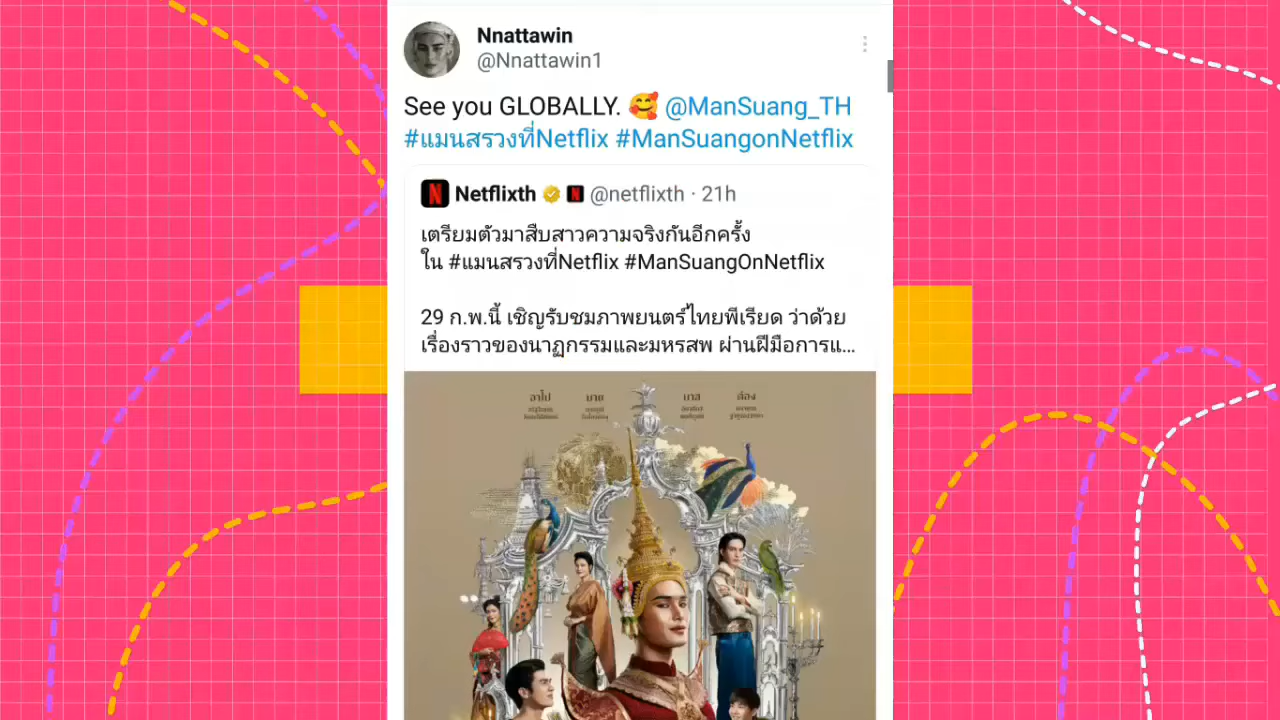 Nnattawin
@Nnattawin1
See you GLOBALLY. 🥰 @ManSuang_TH
#แมนสรวงที่Netflix #ManSuangonNetflix
Netflixth @netflixth · 21h
เตรียมตัวมาสืบสาวความจริงกันอีกครั้ง
ใน #แมนสรวงที่Netflix #ManSuangOnNetflix
29 ก.พ.นี้ เชิญรับชมภาพยนตร์ไทยพีเรียด ว่าด้วย
เรื่องราวของนาฏกรรมและมหรสพ ผ่านฝีมือการแ...
อาโป มาย บาส ต๋อง